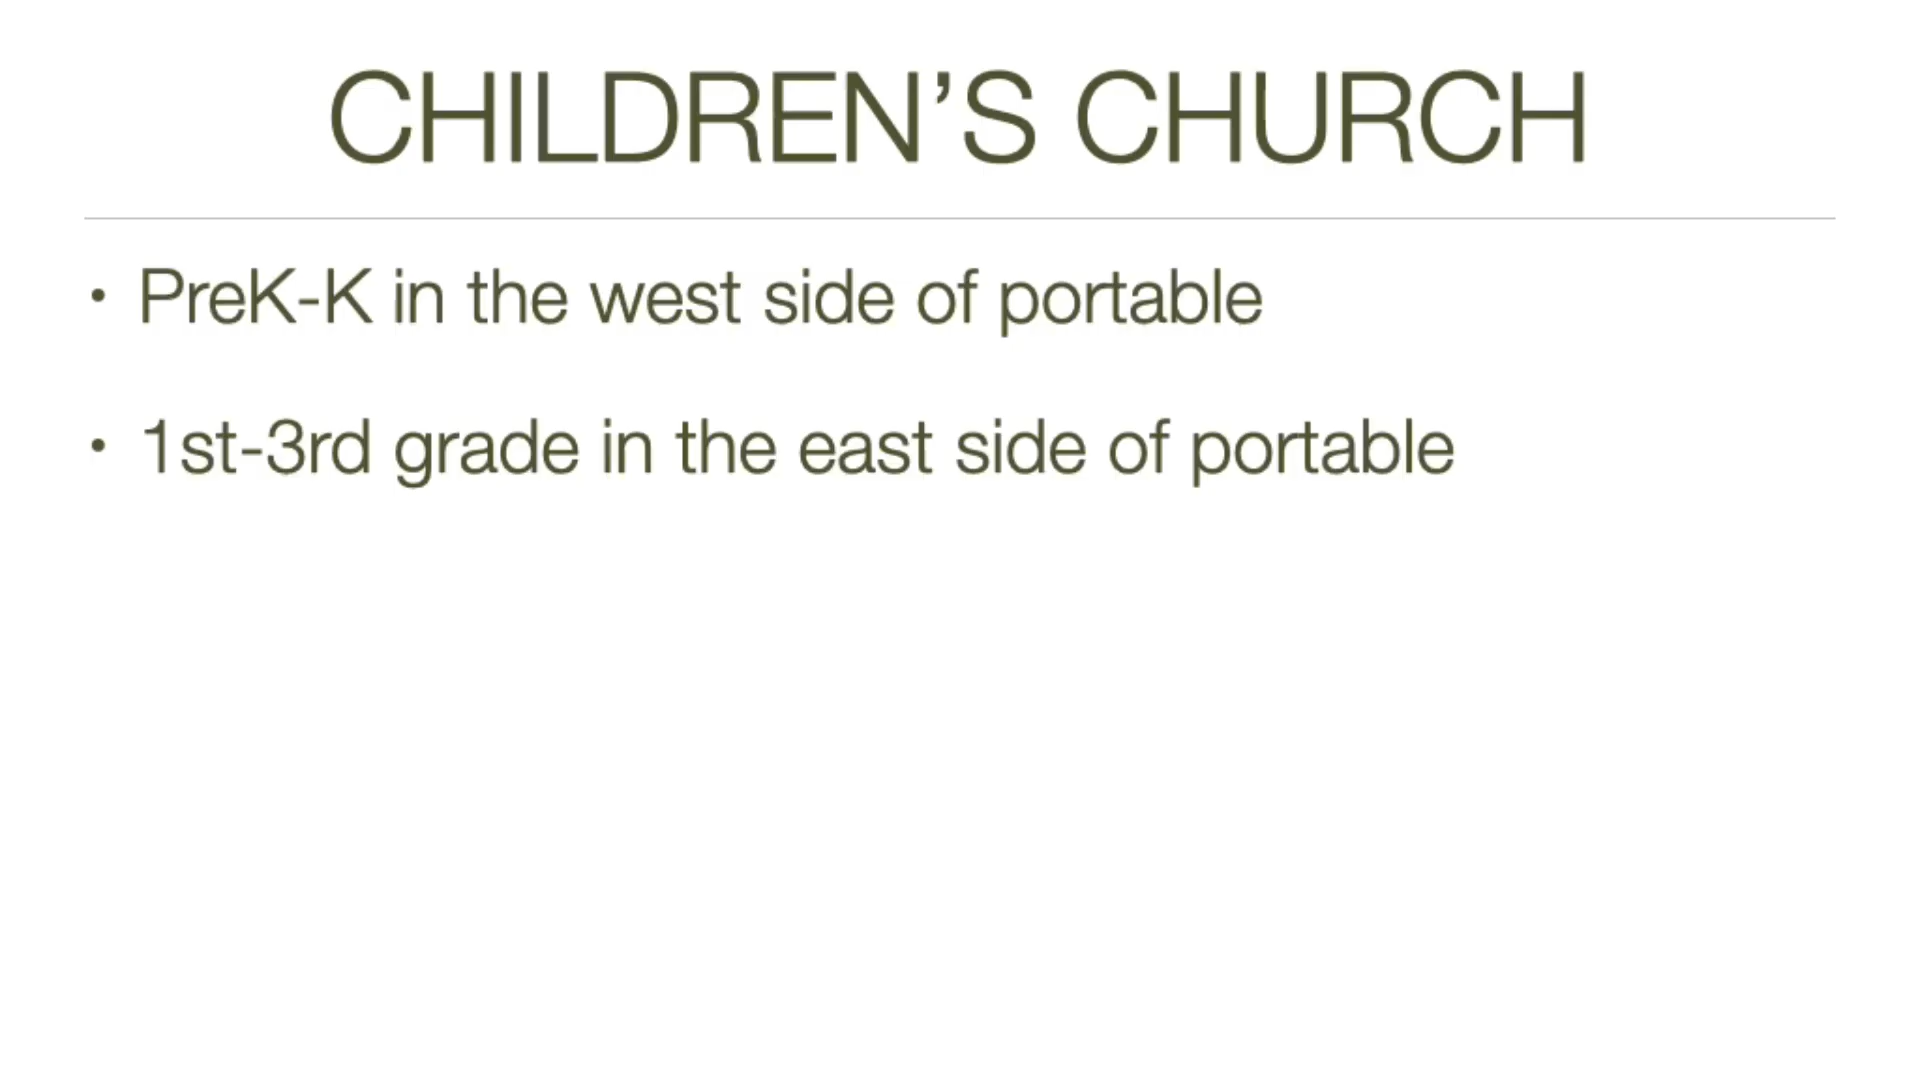 CHILDREN’S CHURCH
• PreK-K in the west side of portable
• 1st-3rd grade in the east side of portable